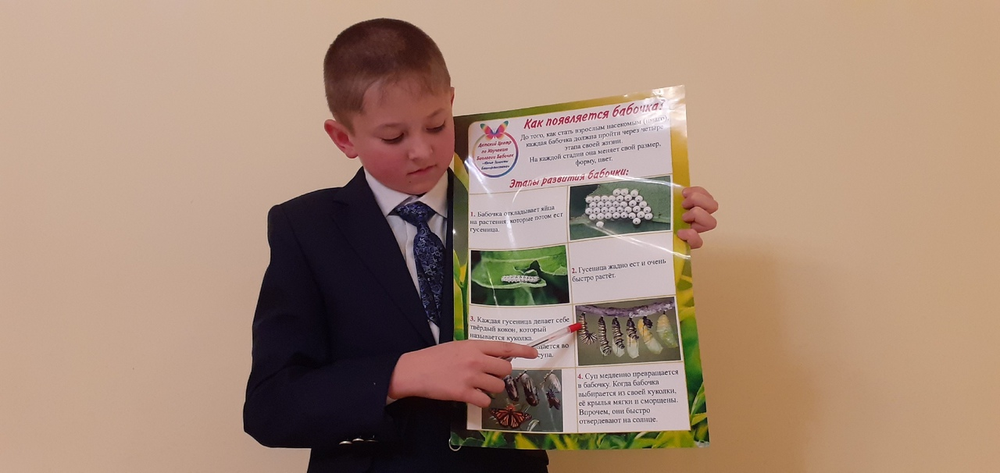 Как появляется бабочка?
До того, как стать взрослым насекомым (имаго),
каждая бабочка должна пройти через четыре
этапа своей жизни.
На каждой стадии она меняет свой размер,
форму, цвет.
Детский Центр
по Изучению
Биологии Бабочек
«Юные Таланты
Башкортостана»
Этапы развития бабочки:
1. Бабочка откладывает яйца
на растения, которые потом ест
гусеница.
2. Гусеница жадно ест и очень
быстро растёт.
3. Каждая гусеница делает себе
твёрдый кокон, который
называется куколка.
щается во
супа.
4. Суп медленно превращается
в бабочку. Когда бабочка
выбирается из своей куколки,
её крылья мягки и сморщены.
Впрочем, они быстро
отвердевают на солнце.